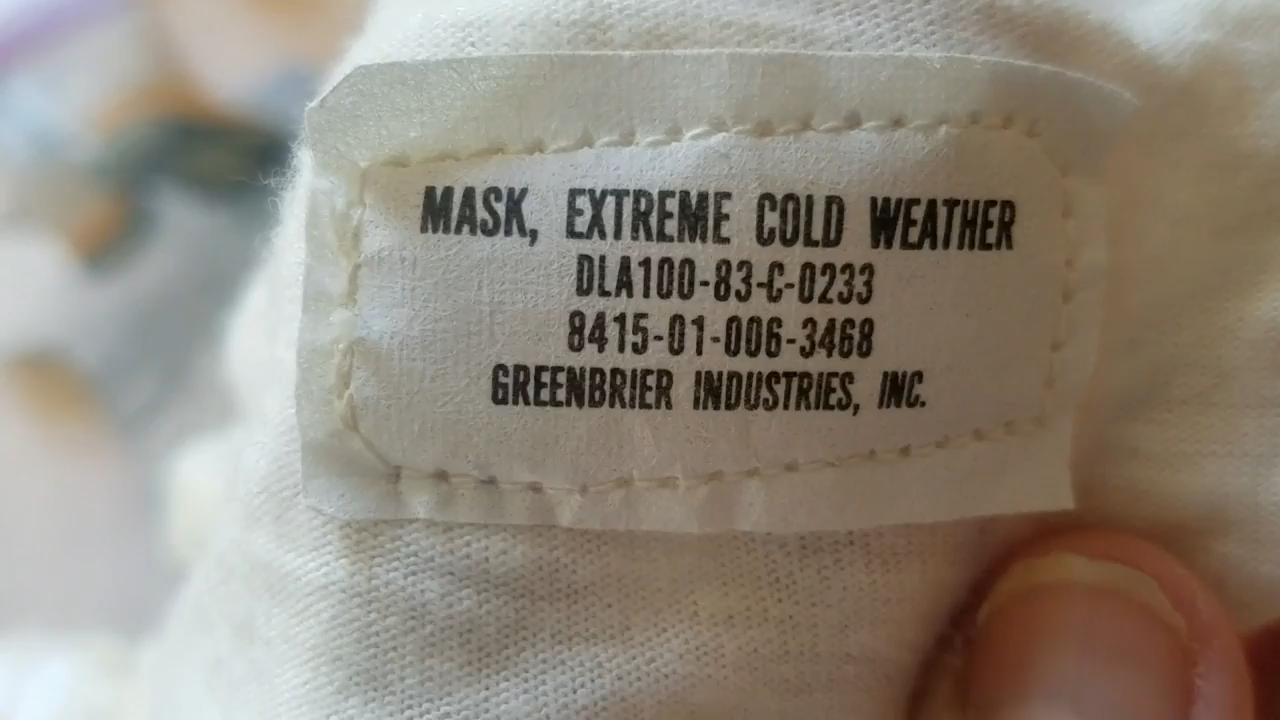 MASK, EXTREME COLD WEATHER
DLA100-83-C-0233
8415-01-006-3468
GREENBRIER INDUSTRIES, INC.